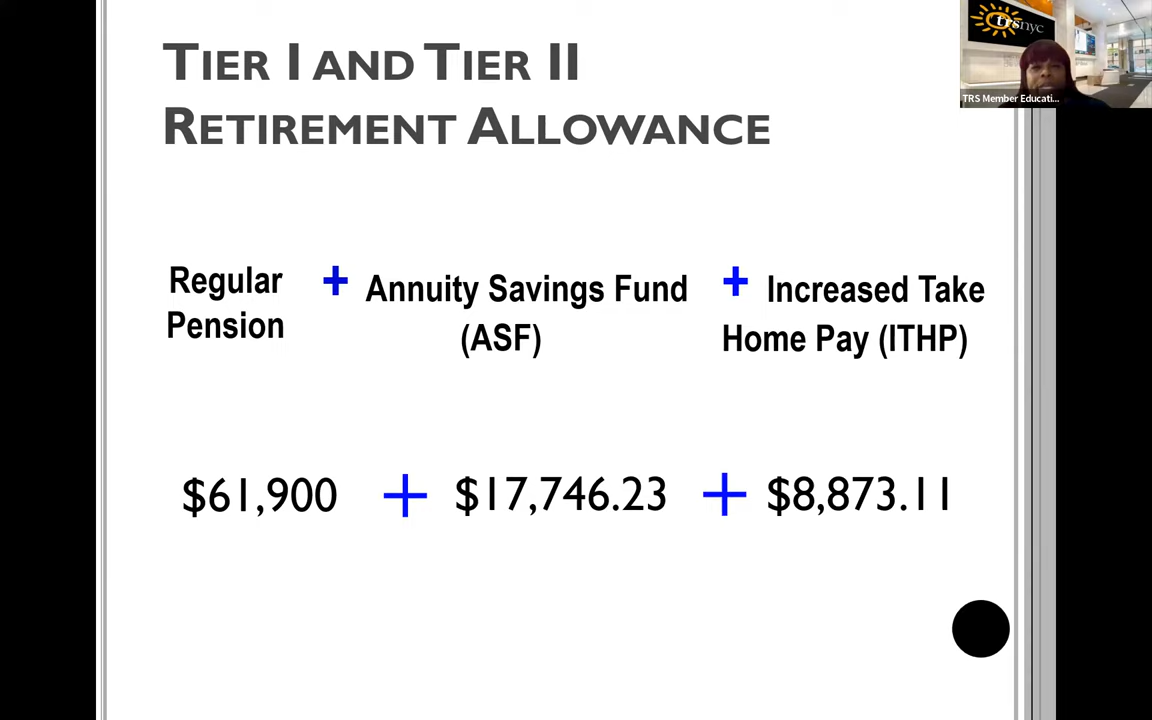 TIER I AND TIER II
RETIREMENT ALLOWANCE
trsnyc
TRS Member Educati...
Regular
Pension
+ Annuity Savings Fund
(ASF)
+ Increased Take
Home Pay (ITHP)
$61,900 + $17,746.23 + $8,873.11